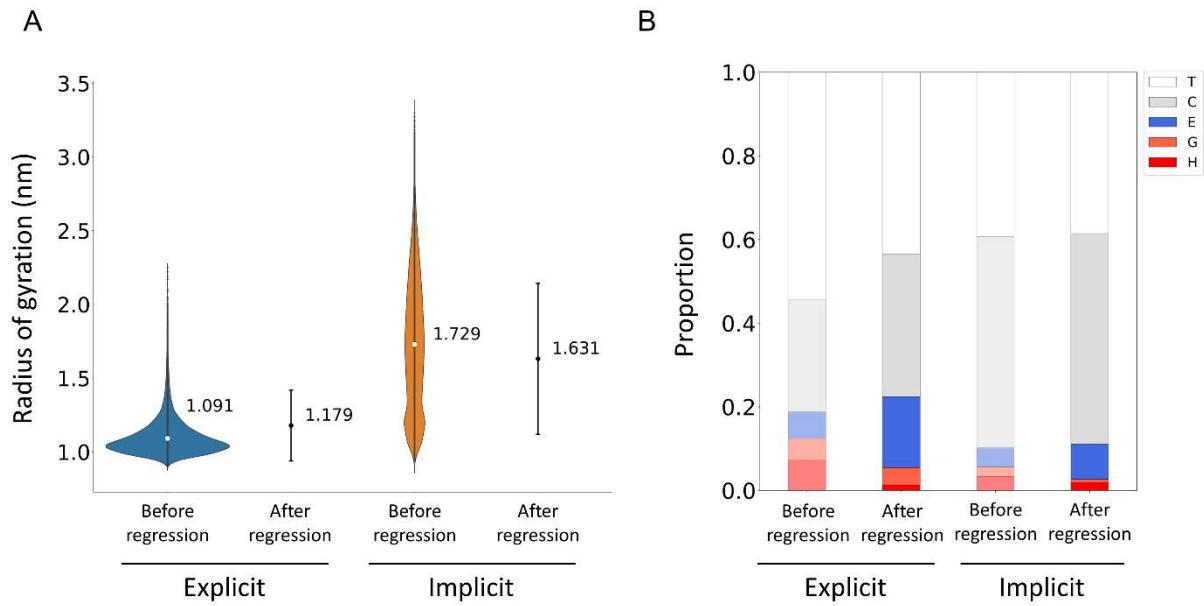 A
Radius of gyration (nm)
3.5
3.0
2.5
2.0
1.5
1.0
1.091
1.179
1.729
1.631
Before regression
After regression
Before regression
After regression
Explicit
Implicit
B
Proportion
1.0
0.8
0.6
0.4
0.2
0.0
T
C
E
G
H
Before regression
After regression
Before regression
After regression
Explicit
Implicit